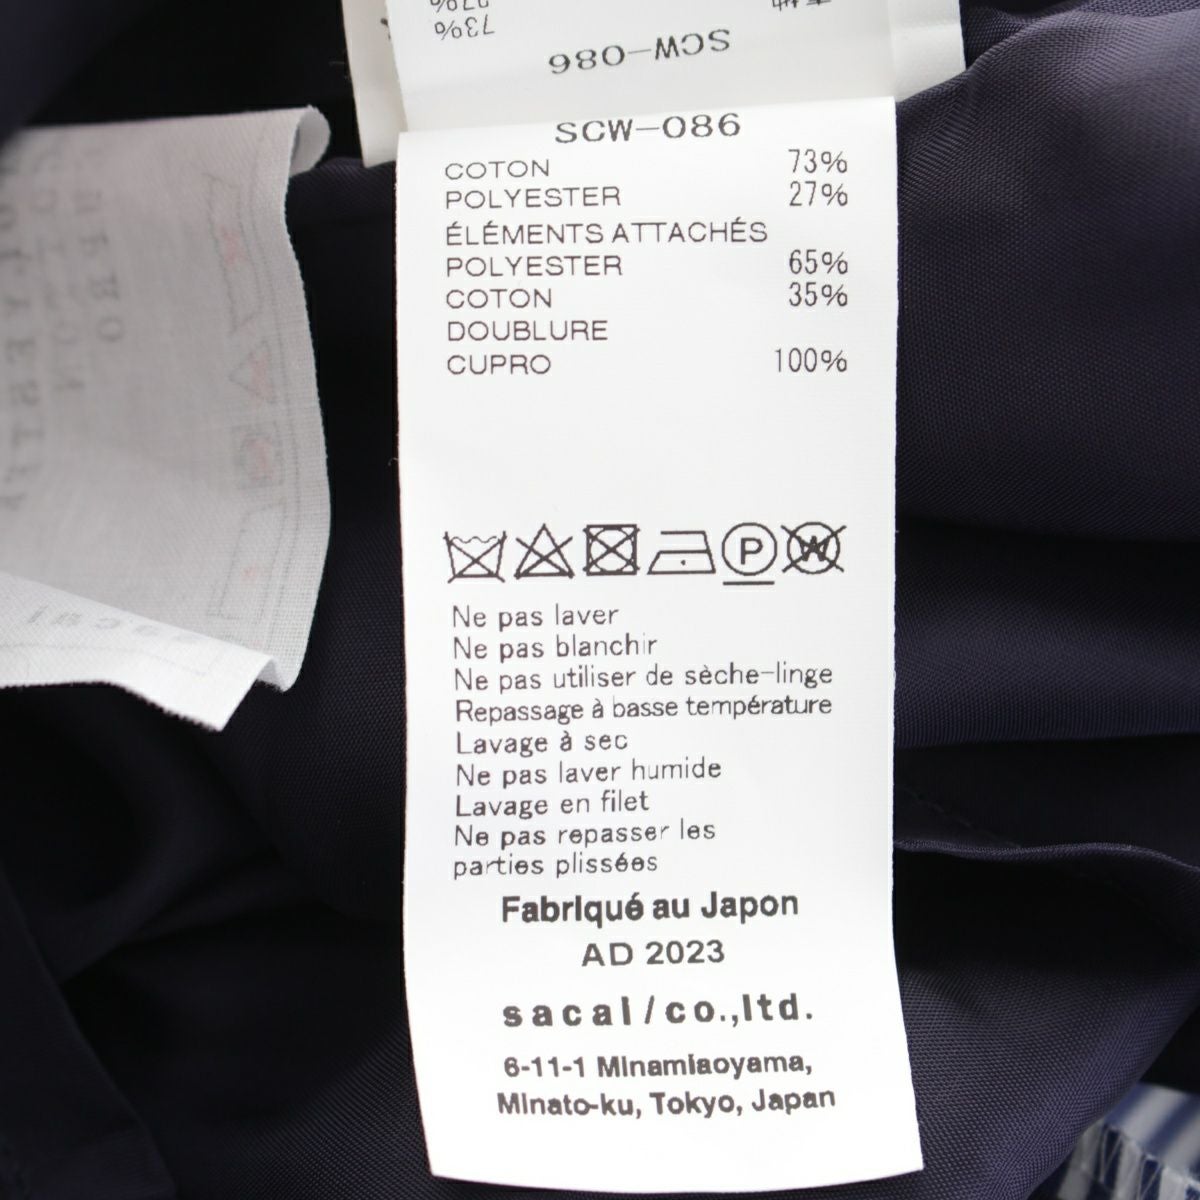 73%
SCW-086
SCW-086
COTON 73%
POLYESTER 27%
ÉLÉMENTS ATTACHÉS
POLYESTER 65%
COTON 35%
DOUBLURE
CUPRO 100%
P
W
Ne pas laver
Ne pas blanchir
Ne pas utiliser de sèche-linge
Repassage à basse température
Lavage à sec
Ne pas laver humide
Lavage en filet
Ne pas repasser les
parties plissées
Fabriqué au Japon
AD 2023
sacai/co.,ltd.
6-11-1 Minamiaoyama,
Minato-ku, Tokyo, Japan